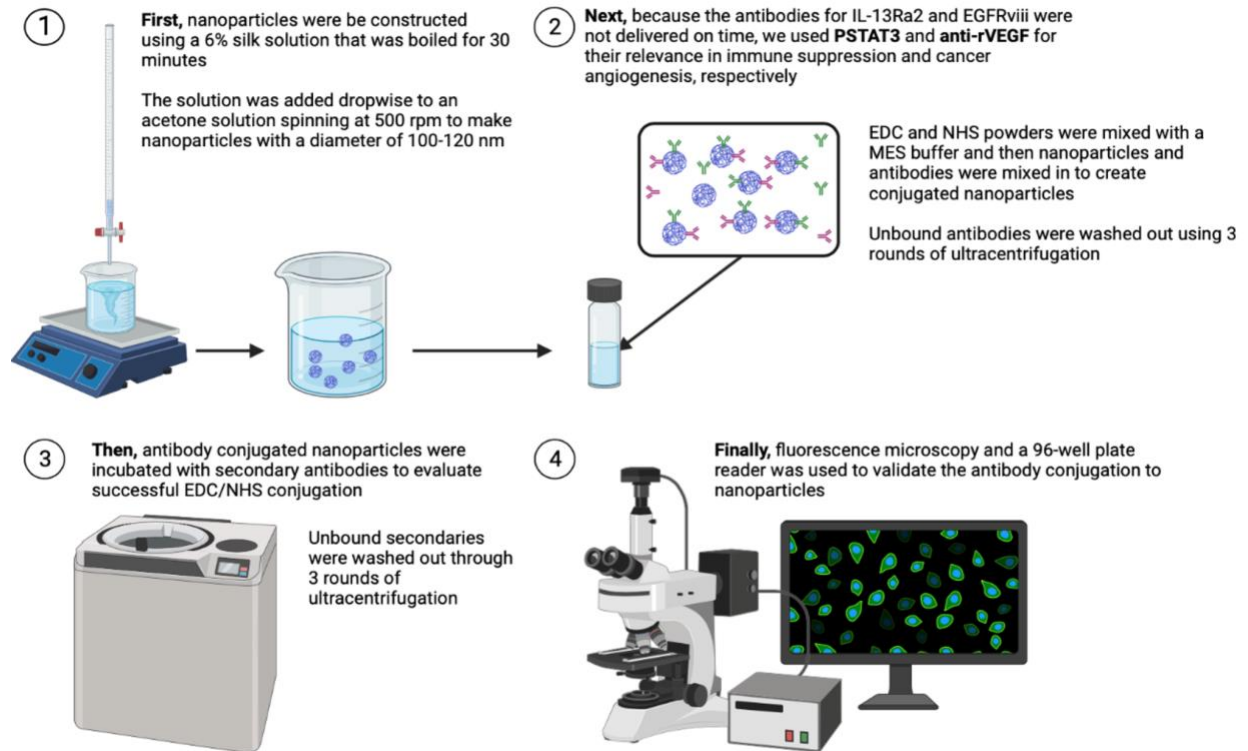 1
First, nanoparticles were be constructed
using a 6% silk solution that was boiled for 30
minutes
The solution was added dropwise to an
acetone solution spinning at 500 rpm to make
nanoparticles with a diameter of 100-120 nm
2
Next, because the antibodies for IL-13Ra2 and EGFRviii were
not delivered on time, we used PSTAT3 and anti-rVEGF for
their relevance in immune suppression and cancer
angiogenesis, respectively
EDC and NHS powders were mixed with a
MES buffer and then nanoparticles and
antibodies were mixed in to create
conjugated nanoparticles
Unbound antibodies were washed out using 3
rounds of ultracentrifugation
3
Then, antibody conjugated nanoparticles were
incubated with secondary antibodies to evaluate
successful EDC/NHS conjugation
Unbound secondaries
were washed out through
3 rounds of
ultracentrifugation
4
Finally, fluorescence microscopy and a 96-well plate
reader was used to validate the antibody conjugation to
nanoparticles